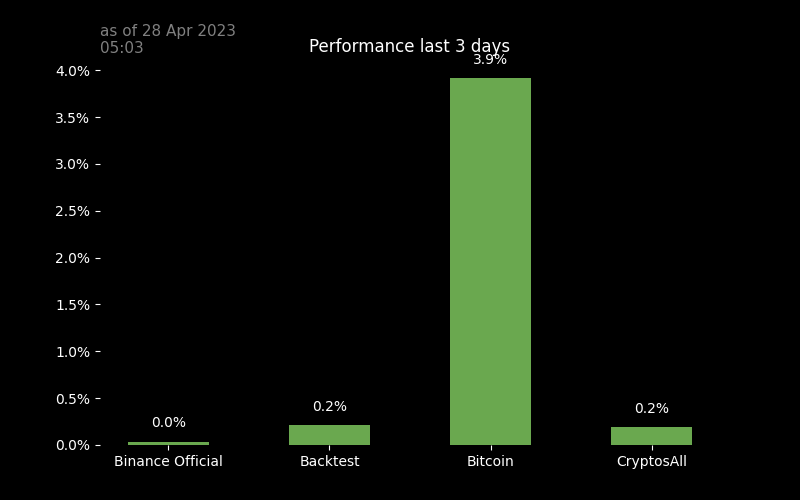 as of 28 Apr 2023
05:03
Performance last 3 days
4.0%
3.5%
3.0%
2.5%
2.0%
1.5%
1.0%
0.5%
0.0%
0.0%
0.2%
3.9%
0.2%
Binance Official
Backtest
Bitcoin
CryptosAll